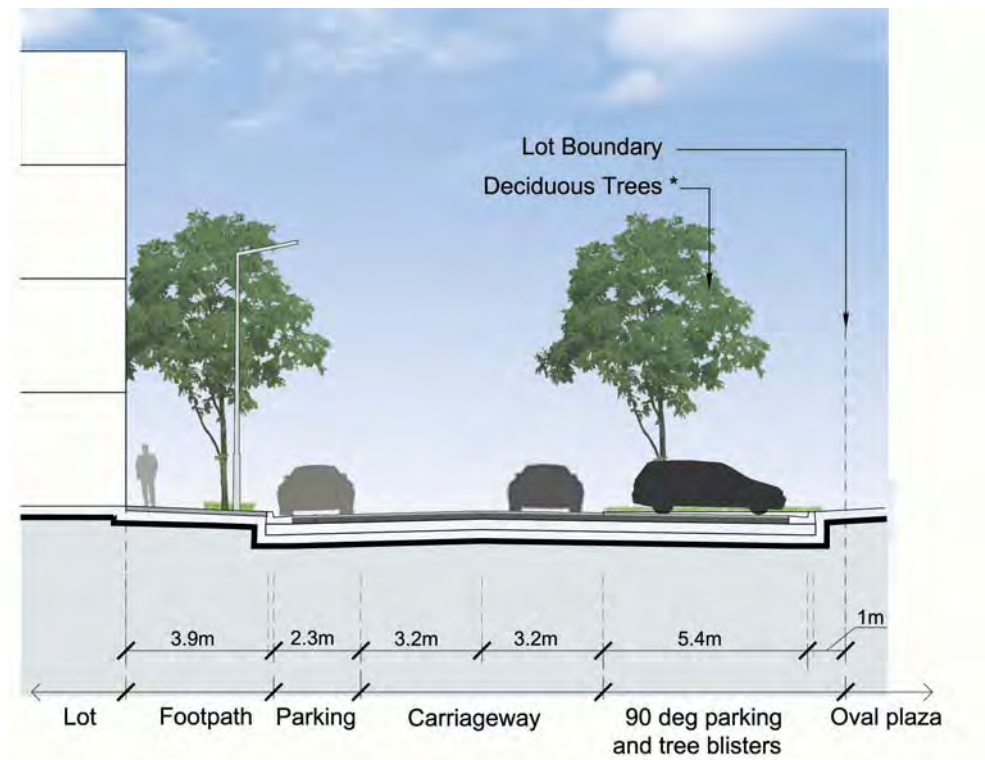 Lot Boundary
Deciduous Trees *
1m
3.9m 2.3m 3.2m 3.2m 5.4m
Lot Footpath Parking Carriageway 90 deg parking Oval plaza
and tree blisters